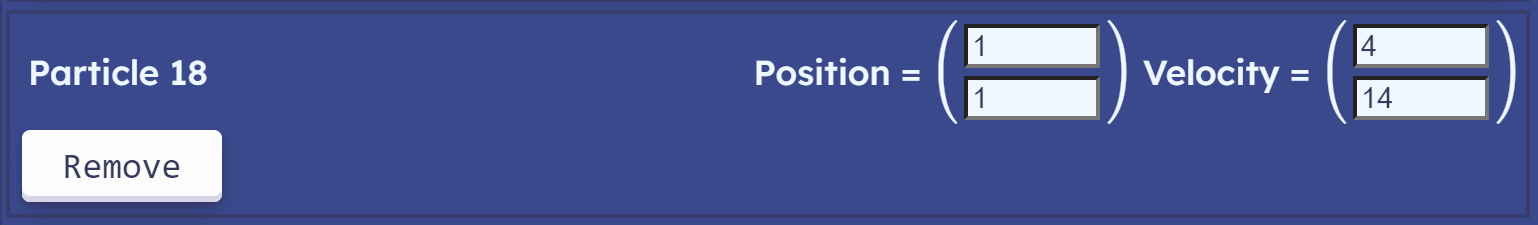 Particle 18
Position = ( 1 1 ) Velocity = ( 4 14 )
Remove